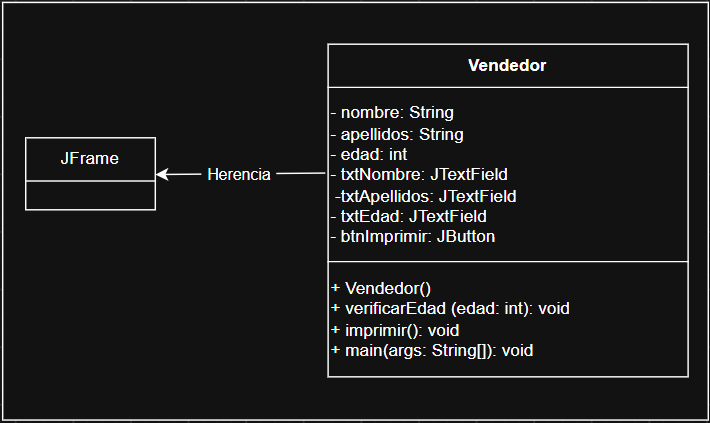 Vendedor
- nombre: String
- apellidos: String
- edad: int
- txtNombre: JTextField
-txtApellidos: JTextField
- txtEdad: JTextField
- btnImprimir: JButton
+ Vendedor()
+ verificarEdad (edad: int): void
+ imprimir(): void
+ main(args: String[]): void
Herencia
JFrame